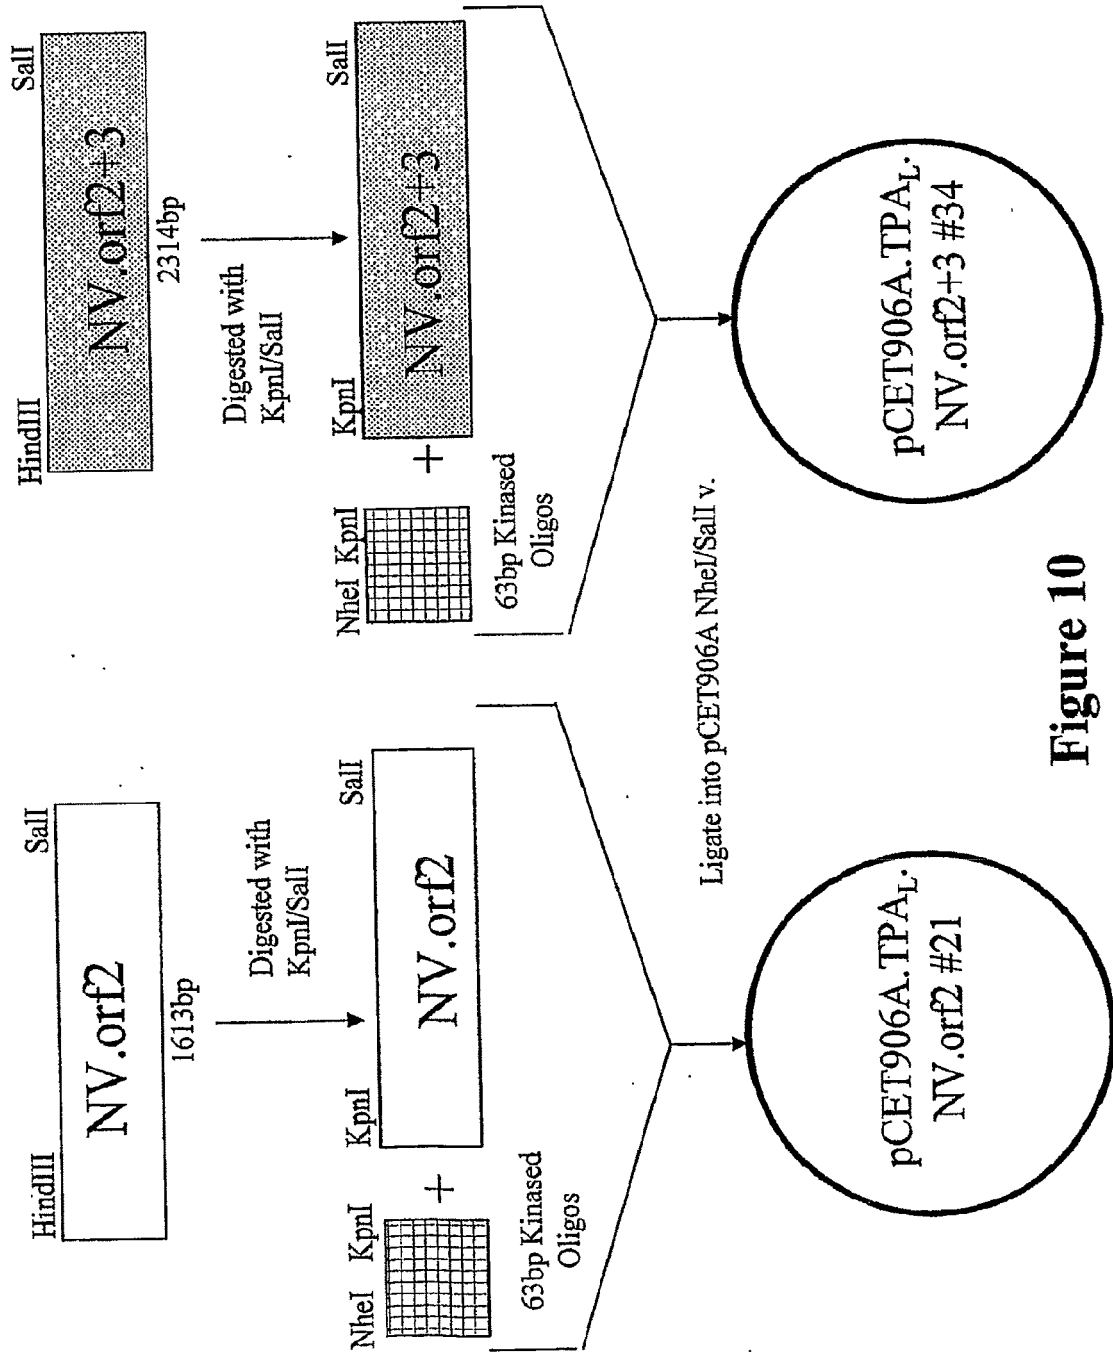 HindIII SalI
NV.orf2
1613bp
Digested with
KpnI/SalI
NheI KpnI
+
KpnI SalI
NV.orf2
63bp Kinased
Oligos
pCET906A.TPAL.
NV.orf2 #21
HindIII SalI
NV.orf2+3
2314bp
Digested with
KpnI/SalI
NheI KpnI
+
KpnI SalI
NV.orf2+3
63bp Kinased
Oligos
Ligate into pCET906A NheI/SalI v.
pCET906A.TPAL.
NV.orf2+3 #34
Figure 10